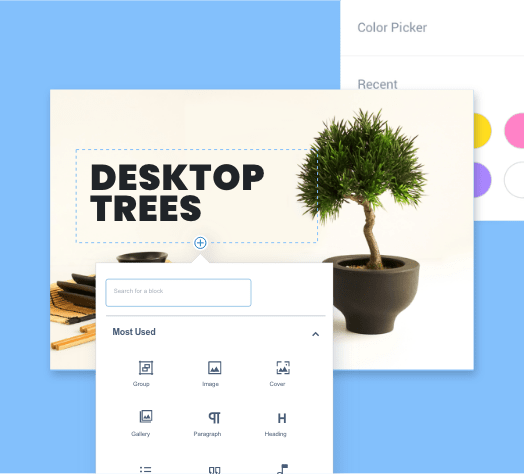 Color Picker
Recent
DESKTOP
TREES
Search for a block
Most Used
Group
Image
Cover
Gallery
Paragraph
Heading